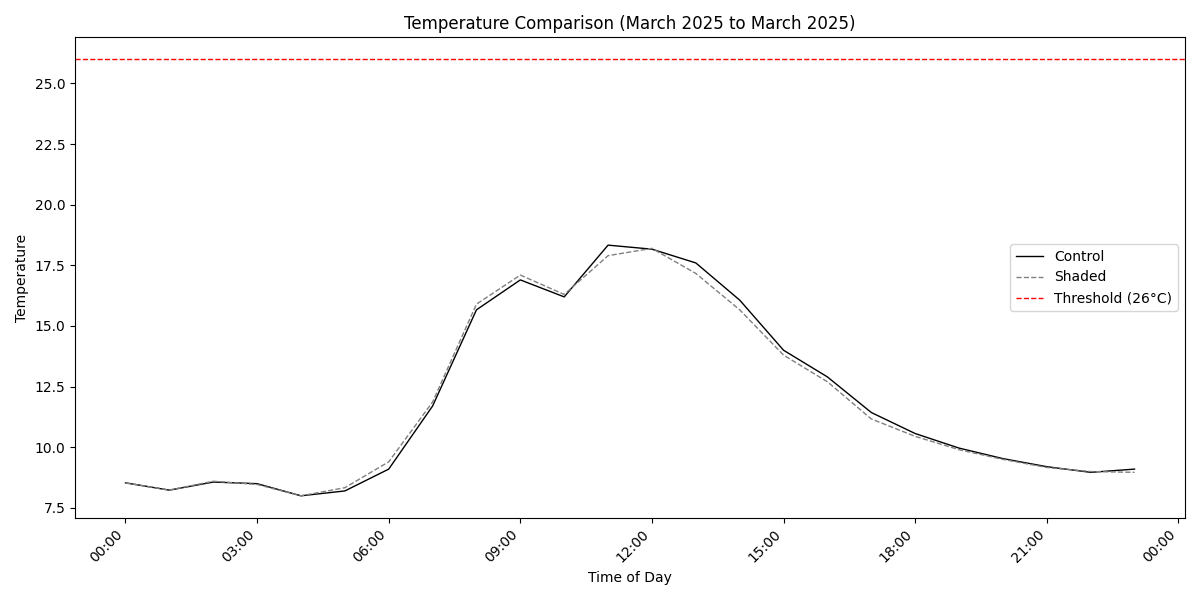 Temperature Comparison (March 2025 to March 2025)
Temperature
25.0
22.5
20.0
17.5
15.0
12.5
10.0
7.5
Control
Shaded
Threshold (26°C)
00:00
03:00
06:00
09:00
12:00
15:00
18:00
21:00
00:00
Time of Day